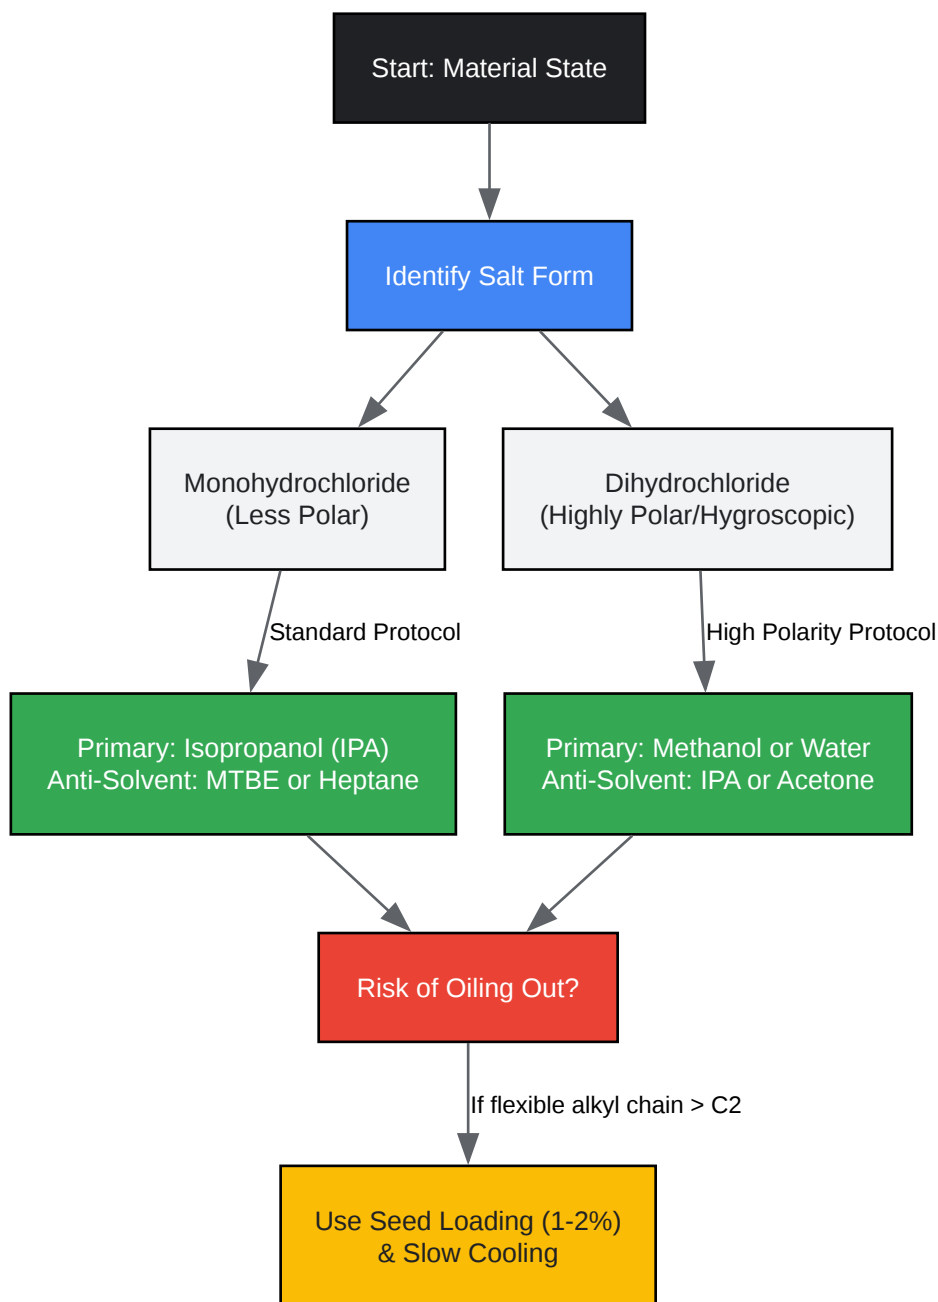 Start: Material State
Identify Salt Form
Monohydrochloride
(Less Polar)
Dihydrochloride
(Highly Polar/Hygroscopic)
Standard Protocol
High Polarity Protocol
Primary: Isopropanol (IPA)
Anti-Solvent: MTBE or Heptane
Primary: Methanol or Water
Anti-Solvent: IPA or Acetone
Risk of Oiling Out?
If flexible alkyl chain > C2
Use Seed Loading (1-2%)
& Slow Cooling